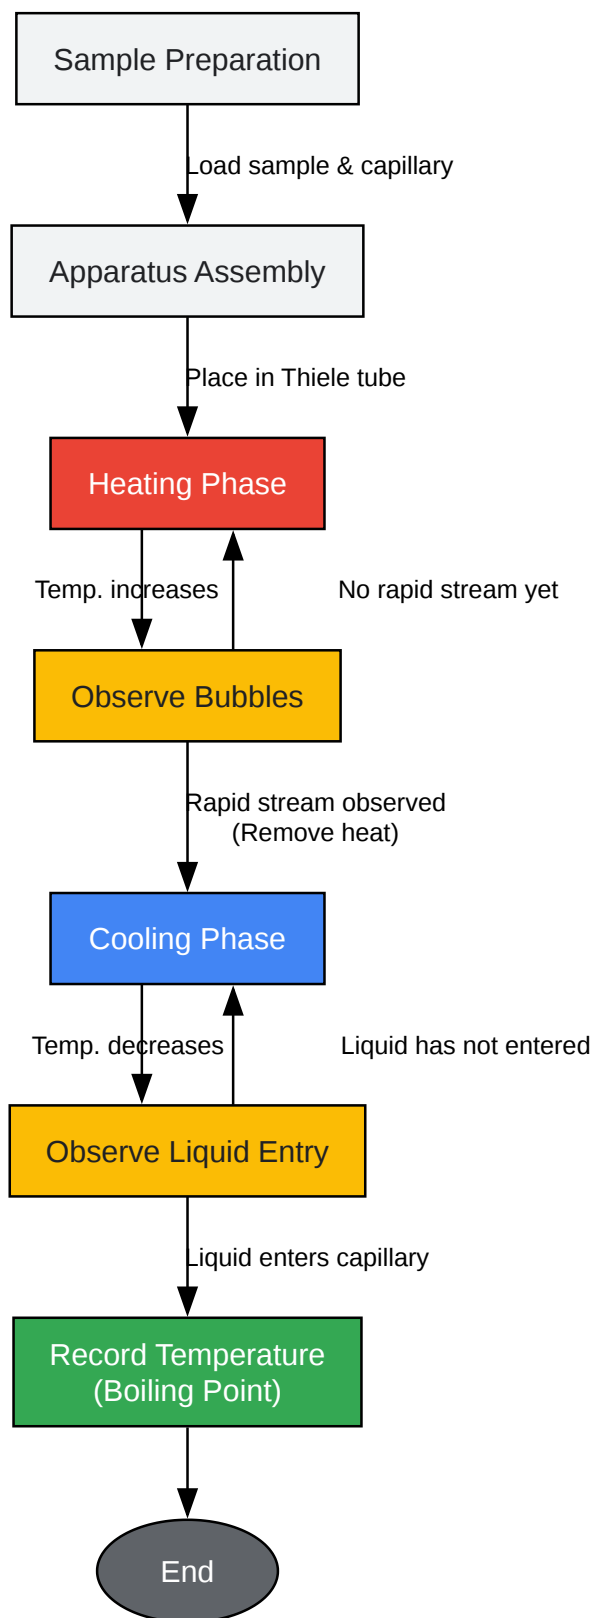 Sample Preparation
Load sample & capillary
Apparatus Assembly
Place in Thiele tube
Heating Phase
Temp. increases
No rapid stream yet
Observe Bubbles
Rapid stream observed
(Remove heat)
Cooling Phase
Temp. decreases
Liquid has not entered
Observe Liquid Entry
Liquid enters capillary
Record Temperature
(Boiling Point)
End